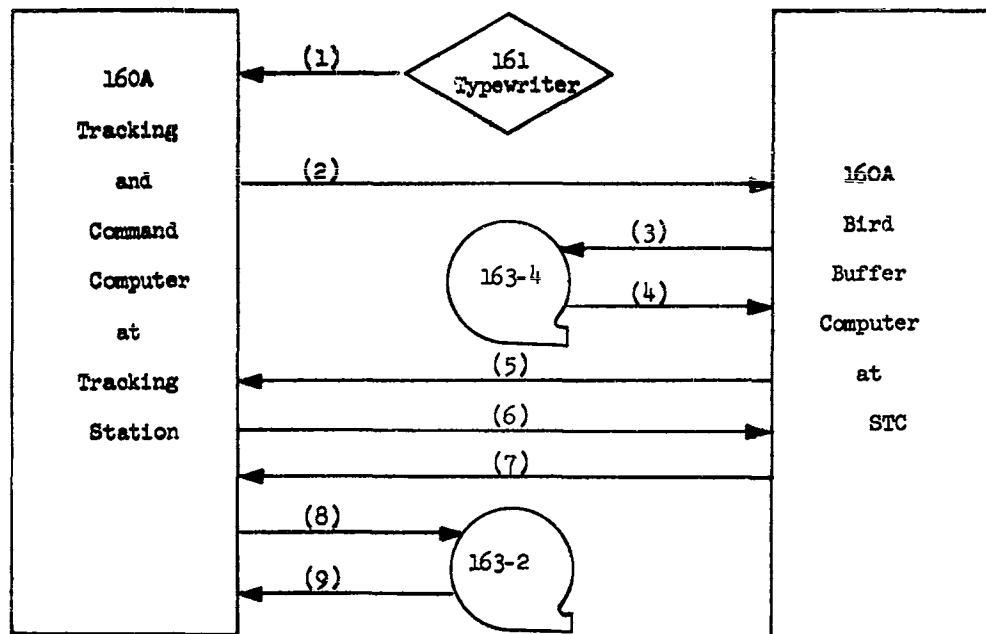 160A
Tracking
and
Command
Computer
at
Tracking
Station
(1)
161
Typewriter
(2)
(3)
163-4
(4)
(5)
(6)
(7)
(8)
163-2
(9)
160A
Bird
Buffer
Computer
at
STC